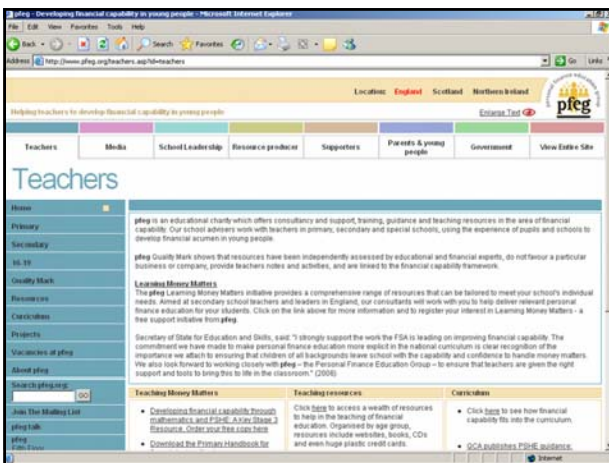 pfeg - Developing financial capability in young people - Microsoft Internet Explorer
File Edit View Favorites Tools Help
Back Search Favorites
Address http://www.pfeg.org/teachers.asp?id=teachers Go Links
Location: England Scotland Northern Ireland
personal finance education group
pfeg
Helping teachers to develop financial capability in young people
Enlarge Text
Teachers Media School Leadership Resource producer Supporters Parents & young people Government View Entire Site
Teachers
Home
Primary
Secondary
16-19
Quality Mark
Resources
Curriculum
Projects
Vacancies at pfeg
About pfeg
Search pfeg.org:
GO
Join The Mailing List
pfeg talk
pfeg
Fifth Floor
pfeg is an educational charity which offers consultancy and support, training, guidance and teaching resources in the area of financial
capability. Our school advisers work with teachers in primary, secondary and special schools, using the experience of pupils and schools to
develop financial acumen in young people.
pfeg Quality Mark shows that resources have been independently assessed by educational and financial experts, do not favour a particular
business or company, provide teachers notes and activities, and are linked to the financial capability framework.
Learning Money Matters
The pfeg Learning Money Matters initiative provides a comprehensive range of resources that can be tailored to meet your school's individual
needs. Aimed at secondary school teachers and leaders in England, our consultants will work with you to help deliver relevant personal
finance education for your students. Click on the link above for more information and to register your interest in Learning Money Matters - a
free support initiative from pfeg.
Secretary of State for Education and Skills, said: "I strongly support the work the FSA is leading on improving financial capability. The
commitment we have made to make personal finance education more explicit in the national curriculum is clear recognition of the
importance we attach to ensuring that children of all backgrounds leave school with the capability and confidence to handle money matters.
We also look forward to working closely with pfeg – the Personal Finance Education Group – to ensure that teachers are given the right
support and tools to bring this to life in the classroom." (2006)
Teaching Money Matters
Developing financial capability through
mathematics and PSHE: A Key Stage 3
Resource. Order your free copy here
Download the Primary Handbook for
Teaching resources
Click here to access a wealth of resources
to help in the teaching of financial
education. Organised by age group,
resources include websites, books, CDs
and even huge plastic credit cards.
Curriculum
Click here to see how financial
capability fits into the curriculum.
QCA publishes PSHE guidance,
Internet